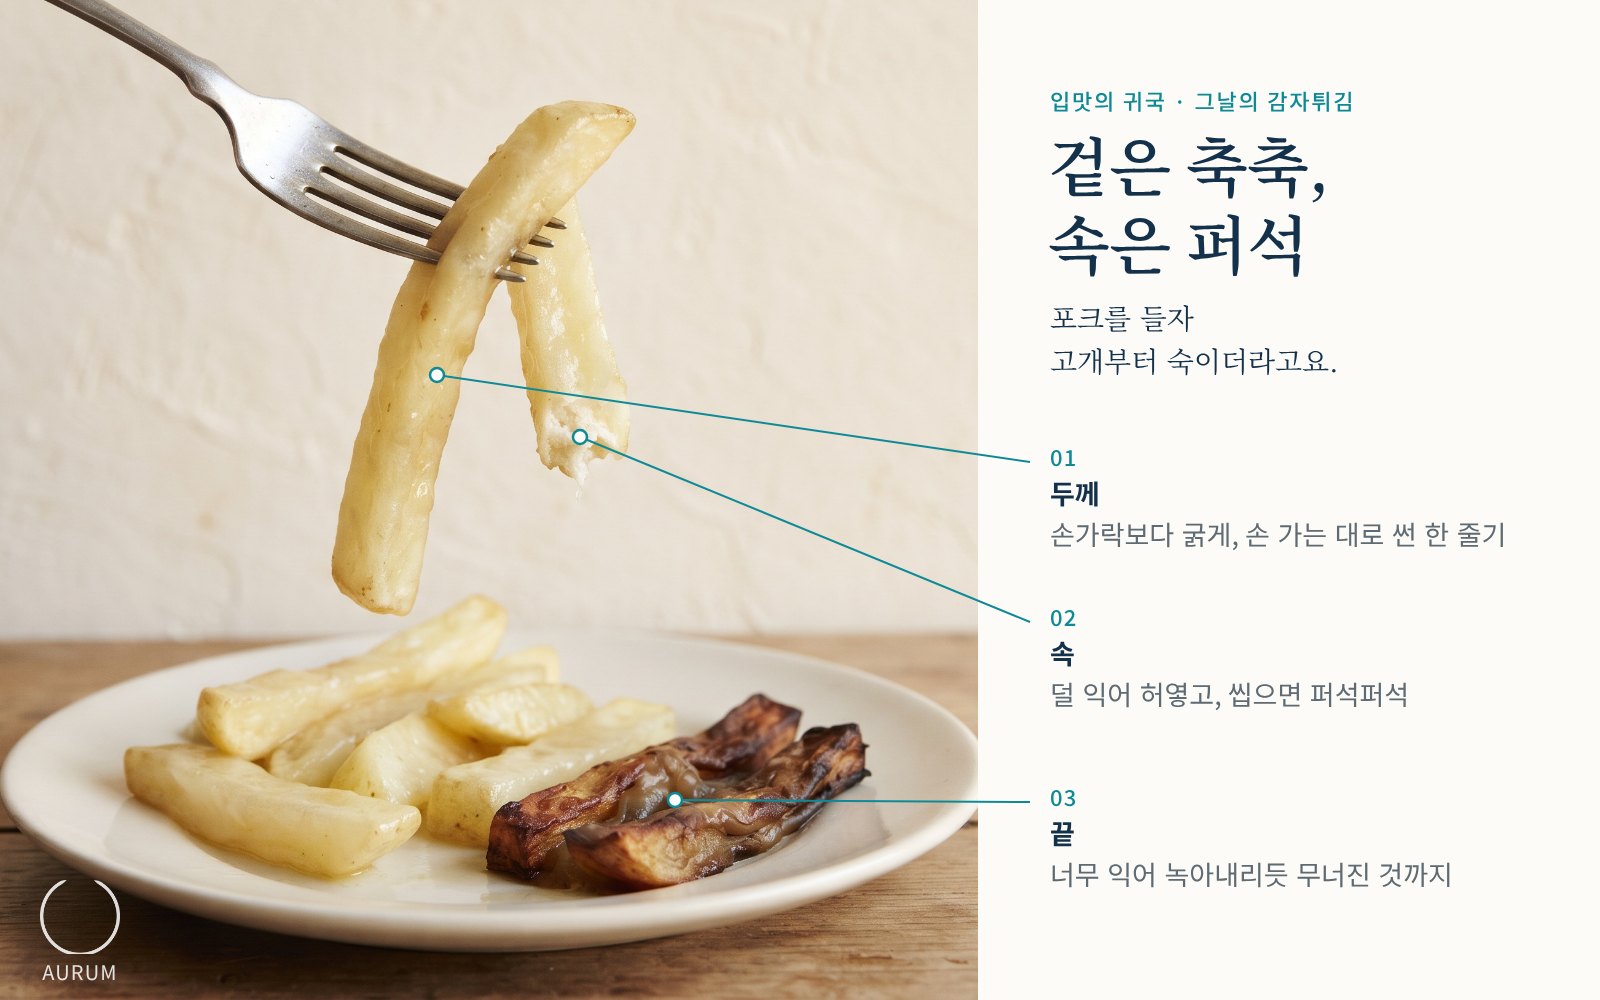 입맛의 귀국 · 그날의 감자튀김
겉은 축축,
속은 퍼석
포크를 들자
고개부터 숙이더라고요.
01
두께
손가락보다 굵게, 손 가는 대로 썬 한 줄기
02
속
덜 익어 허옇고, 씹으면 퍼석퍼석
03
끝
너무 익어 녹아내리듯 무너진 것까지
AURUM